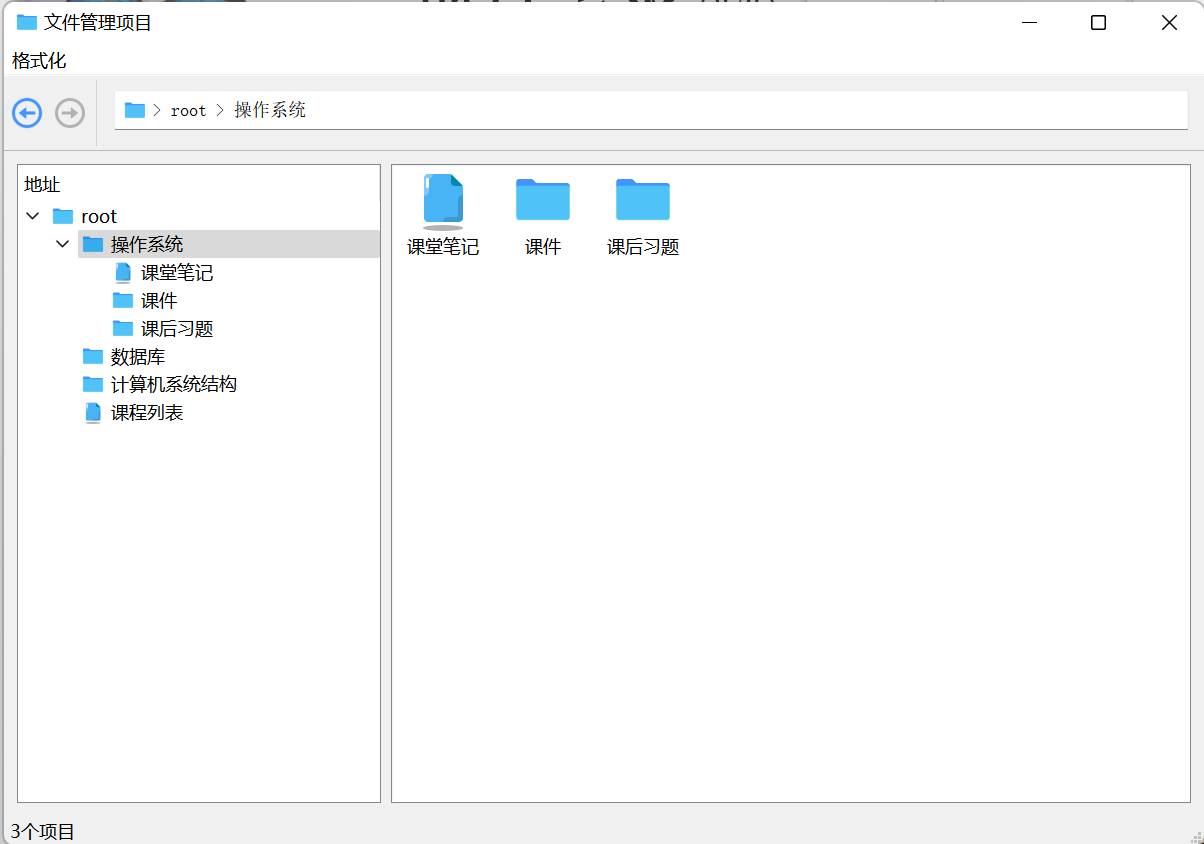 文件管理项目
格式化
root
操作系统
地址
root
操作系统
课堂笔记
课件
课后习题
数据库
计算机系统结构
课程列表
课堂笔记
课件
课后习题
3个项目